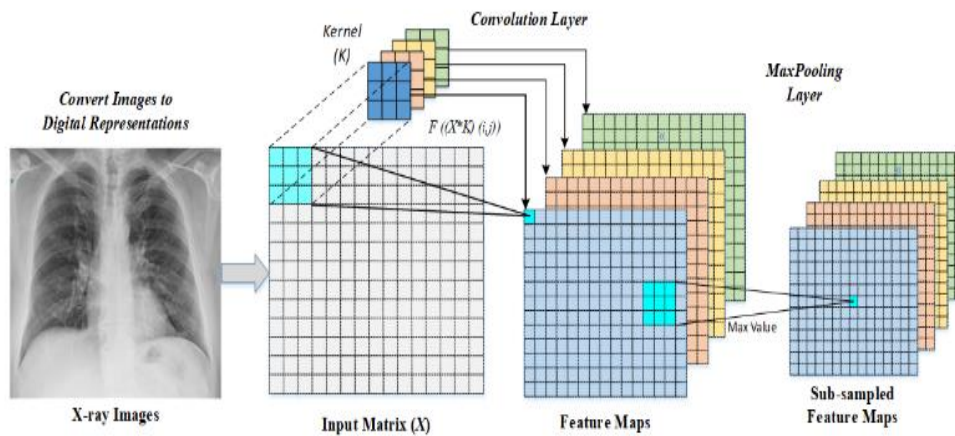 Convolution Layer
Kernel
(K)
MaxPooling
Layer
Convert Images to
Digital Representations
F ((X*K) (i,j))
Max Value
X-ray Images
Input Matrix (X)
Feature Maps
Sub-sampled
Feature Maps